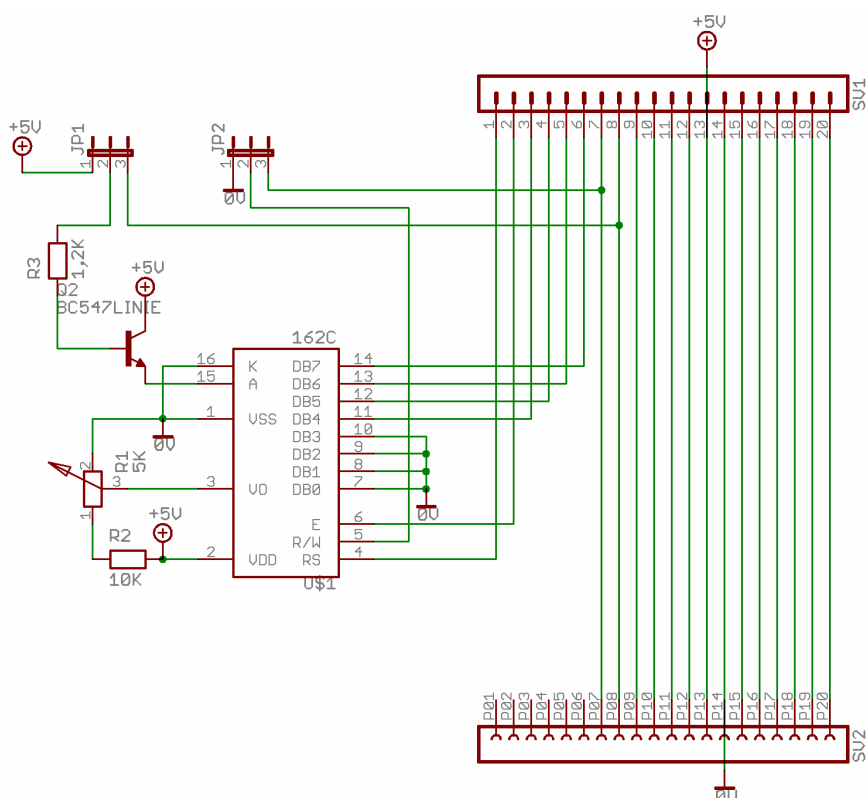 +5V
SV1
1 2 3 4 5 6 7 8 9 10 11 12 13 14 15 16 17 18 19 20
+5V
JP1
1 2 3
JP2
1 2 3
0V
R3
1,2K
Q2
BC547LINIE
+5V
162C
16 K DB7 14
15 A DB6 13
DB5 12
1 VSS DB4 11
DB3 10
DB2 9
DB1 8
3 VO DB0 7
E 6
R/W 5
2 VDD RS 4
U$1
0V
0V
R1
5K
2
3
1
+5V
R2
10K
P01 P02 P03 P04 P05 P06 P07 P08 P09 P10 P11 P12 P13 P14 P15 P16 P17 P18 P19 P20
SV2
0V